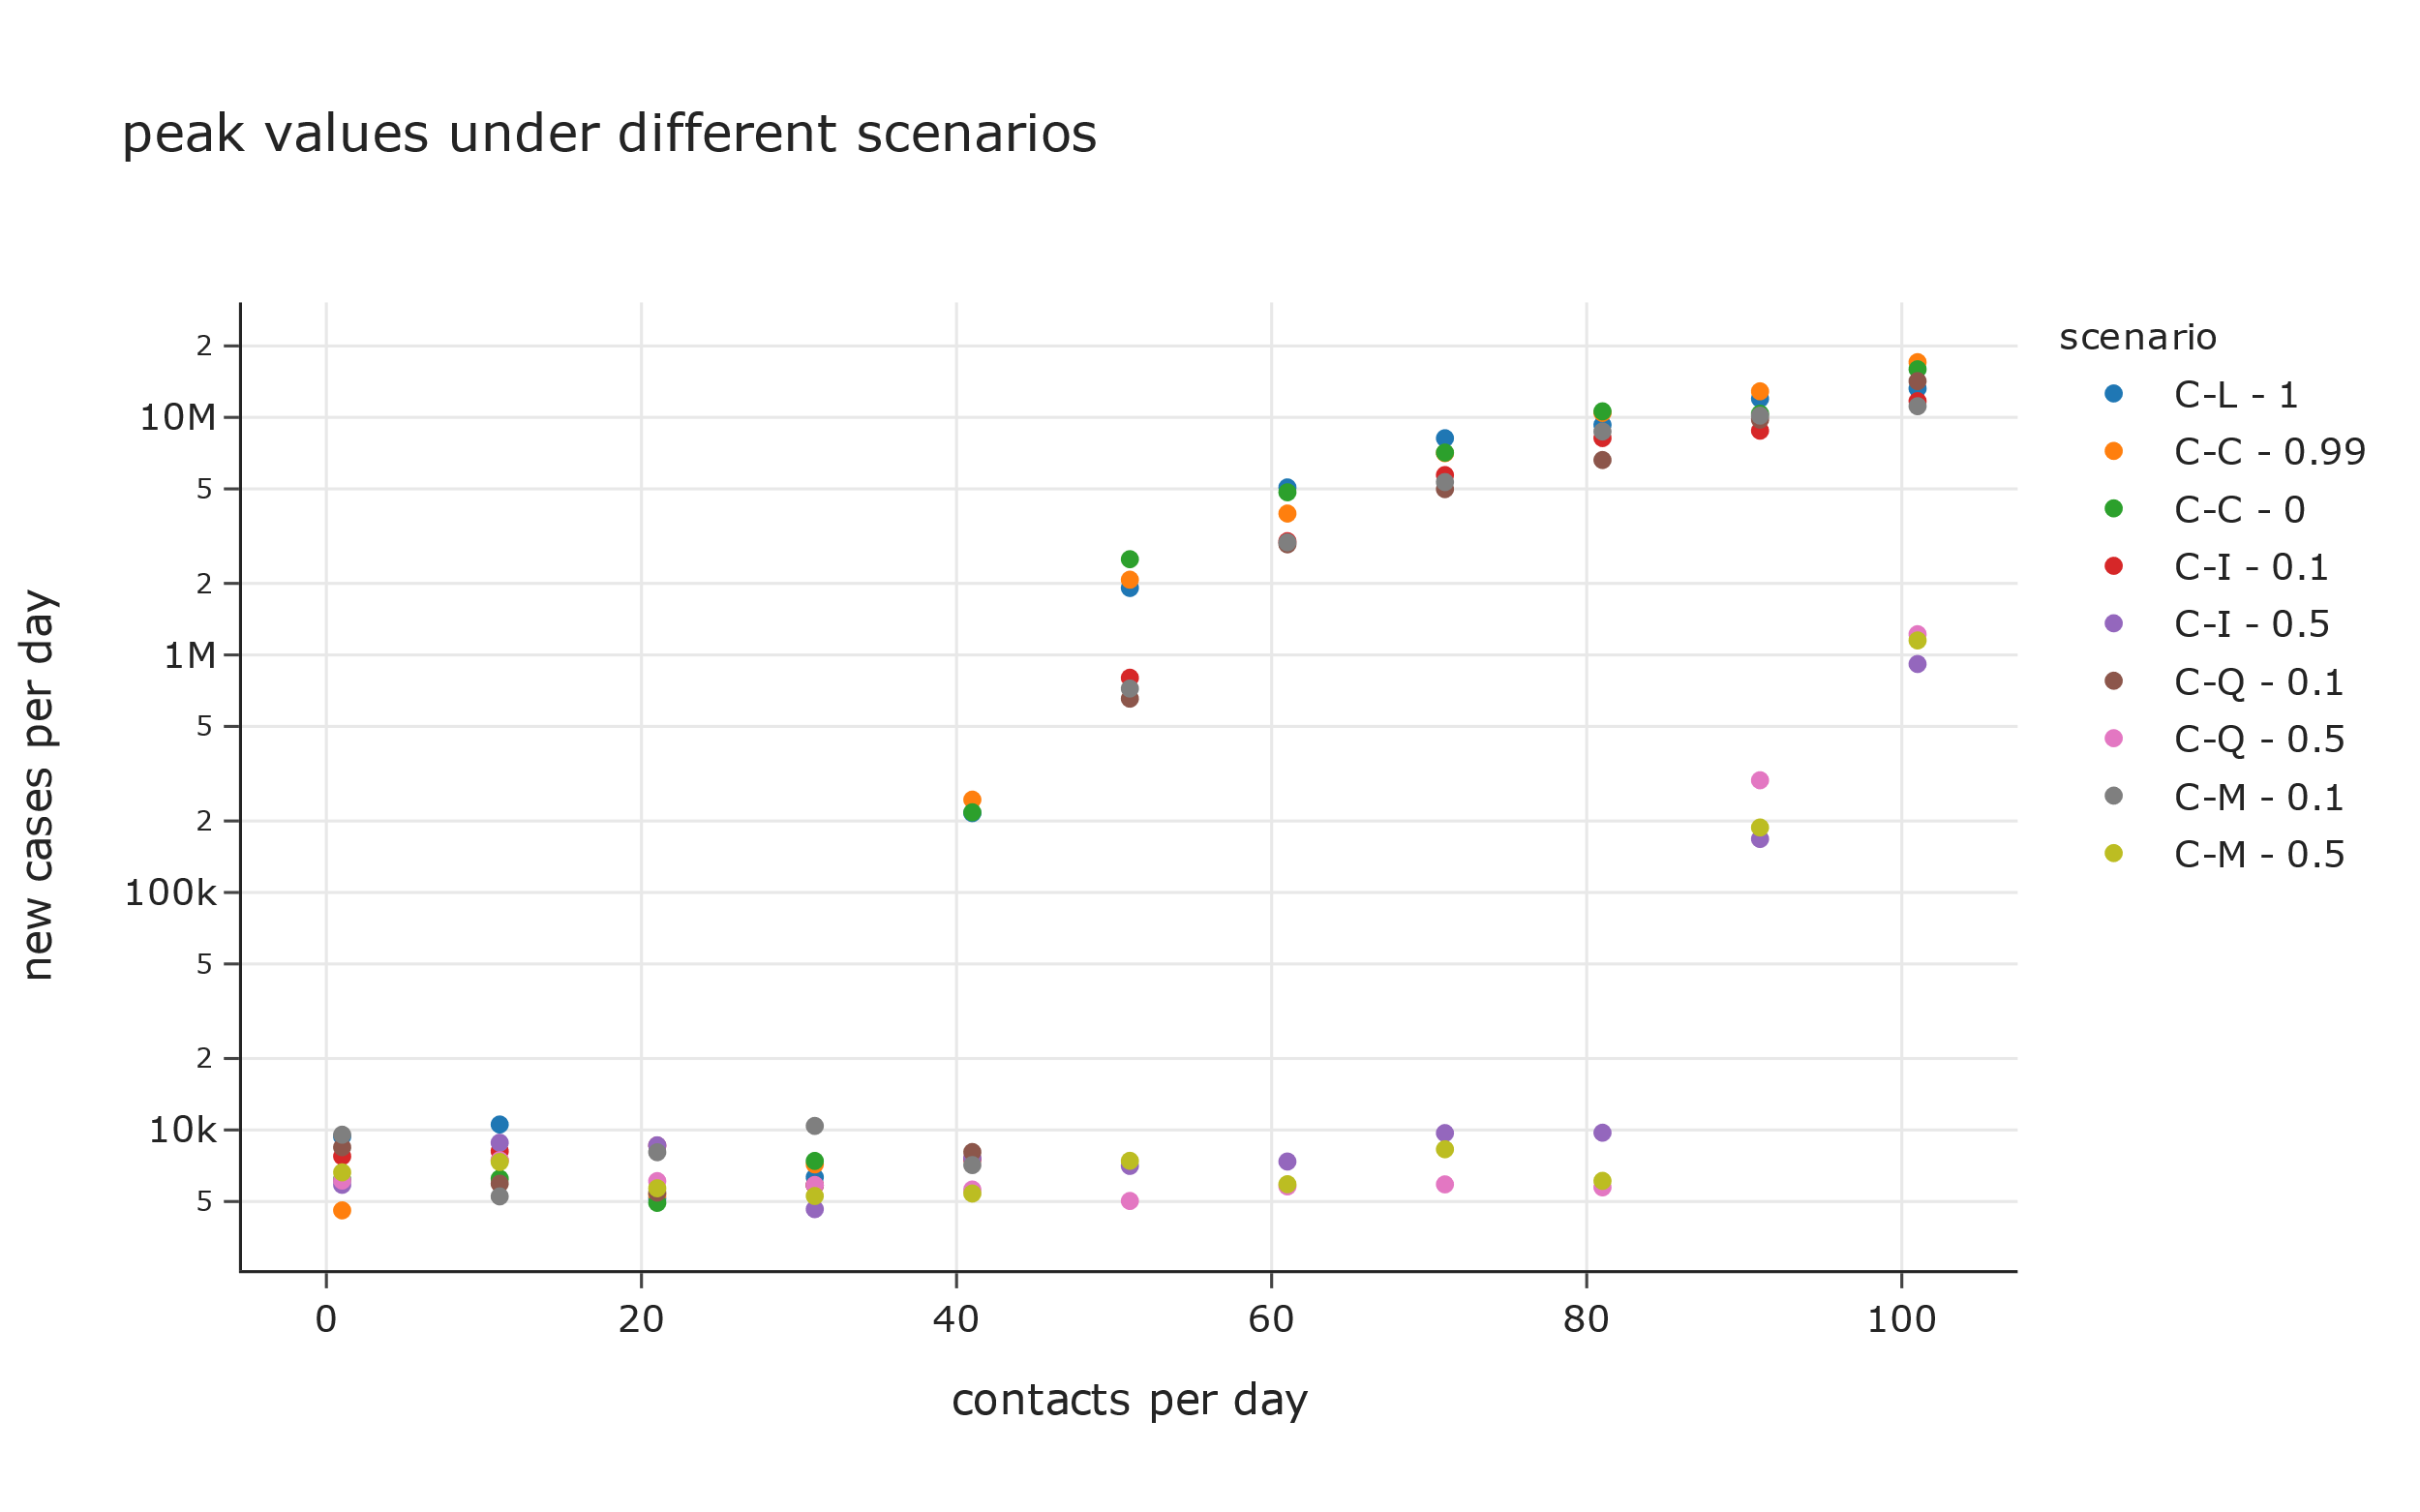 peak values under different scenarios
new cases per day
2
10M
5
2
1M
5
2
100k
5
2
10k
5
0 20 40 60 80 100
contacts per day
scenario
C-L - 1
C-C - 0.99
C-C - 0
C-I - 0.1
C-I - 0.5
C-Q - 0.1
C-Q - 0.5
C-M - 0.1
C-M - 0.5